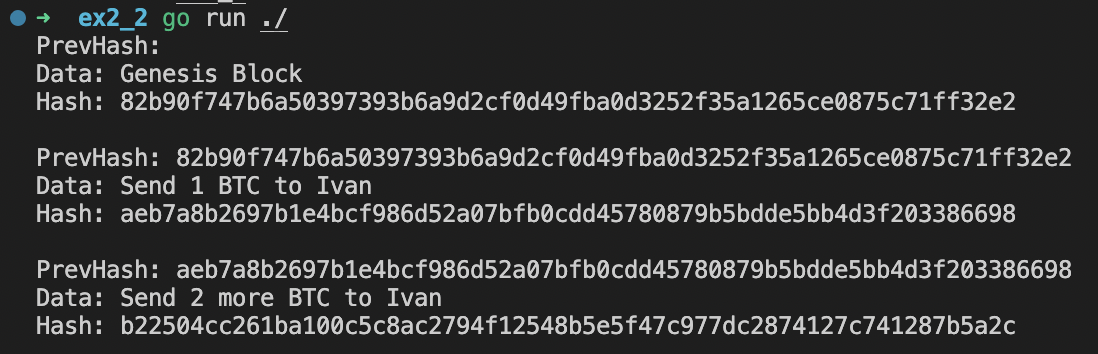 ➜ ex2_2 go run ./
PrevHash:
Data: Genesis Block
Hash: 82b90f747b6a50397393b6a9d2cf0d49fba0d3252f35a1265ce0875c71ff32e2
PrevHash: 82b90f747b6a50397393b6a9d2cf0d49fba0d3252f35a1265ce0875c71ff32e2
Data: Send 1 BTC to Ivan
Hash: aeb7a8b2697b1e4bcf986d52a07bfb0cdd45780879b5bdde5bb4d3f203386698
PrevHash: aeb7a8b2697b1e4bcf986d52a07bfb0cdd45780879b5bdde5bb4d3f203386698
Data: Send 2 more BTC to Ivan
Hash: b22504cc261ba100c5c8ac2794f12548b5e5f47c977dc2874127c741287b5a2c